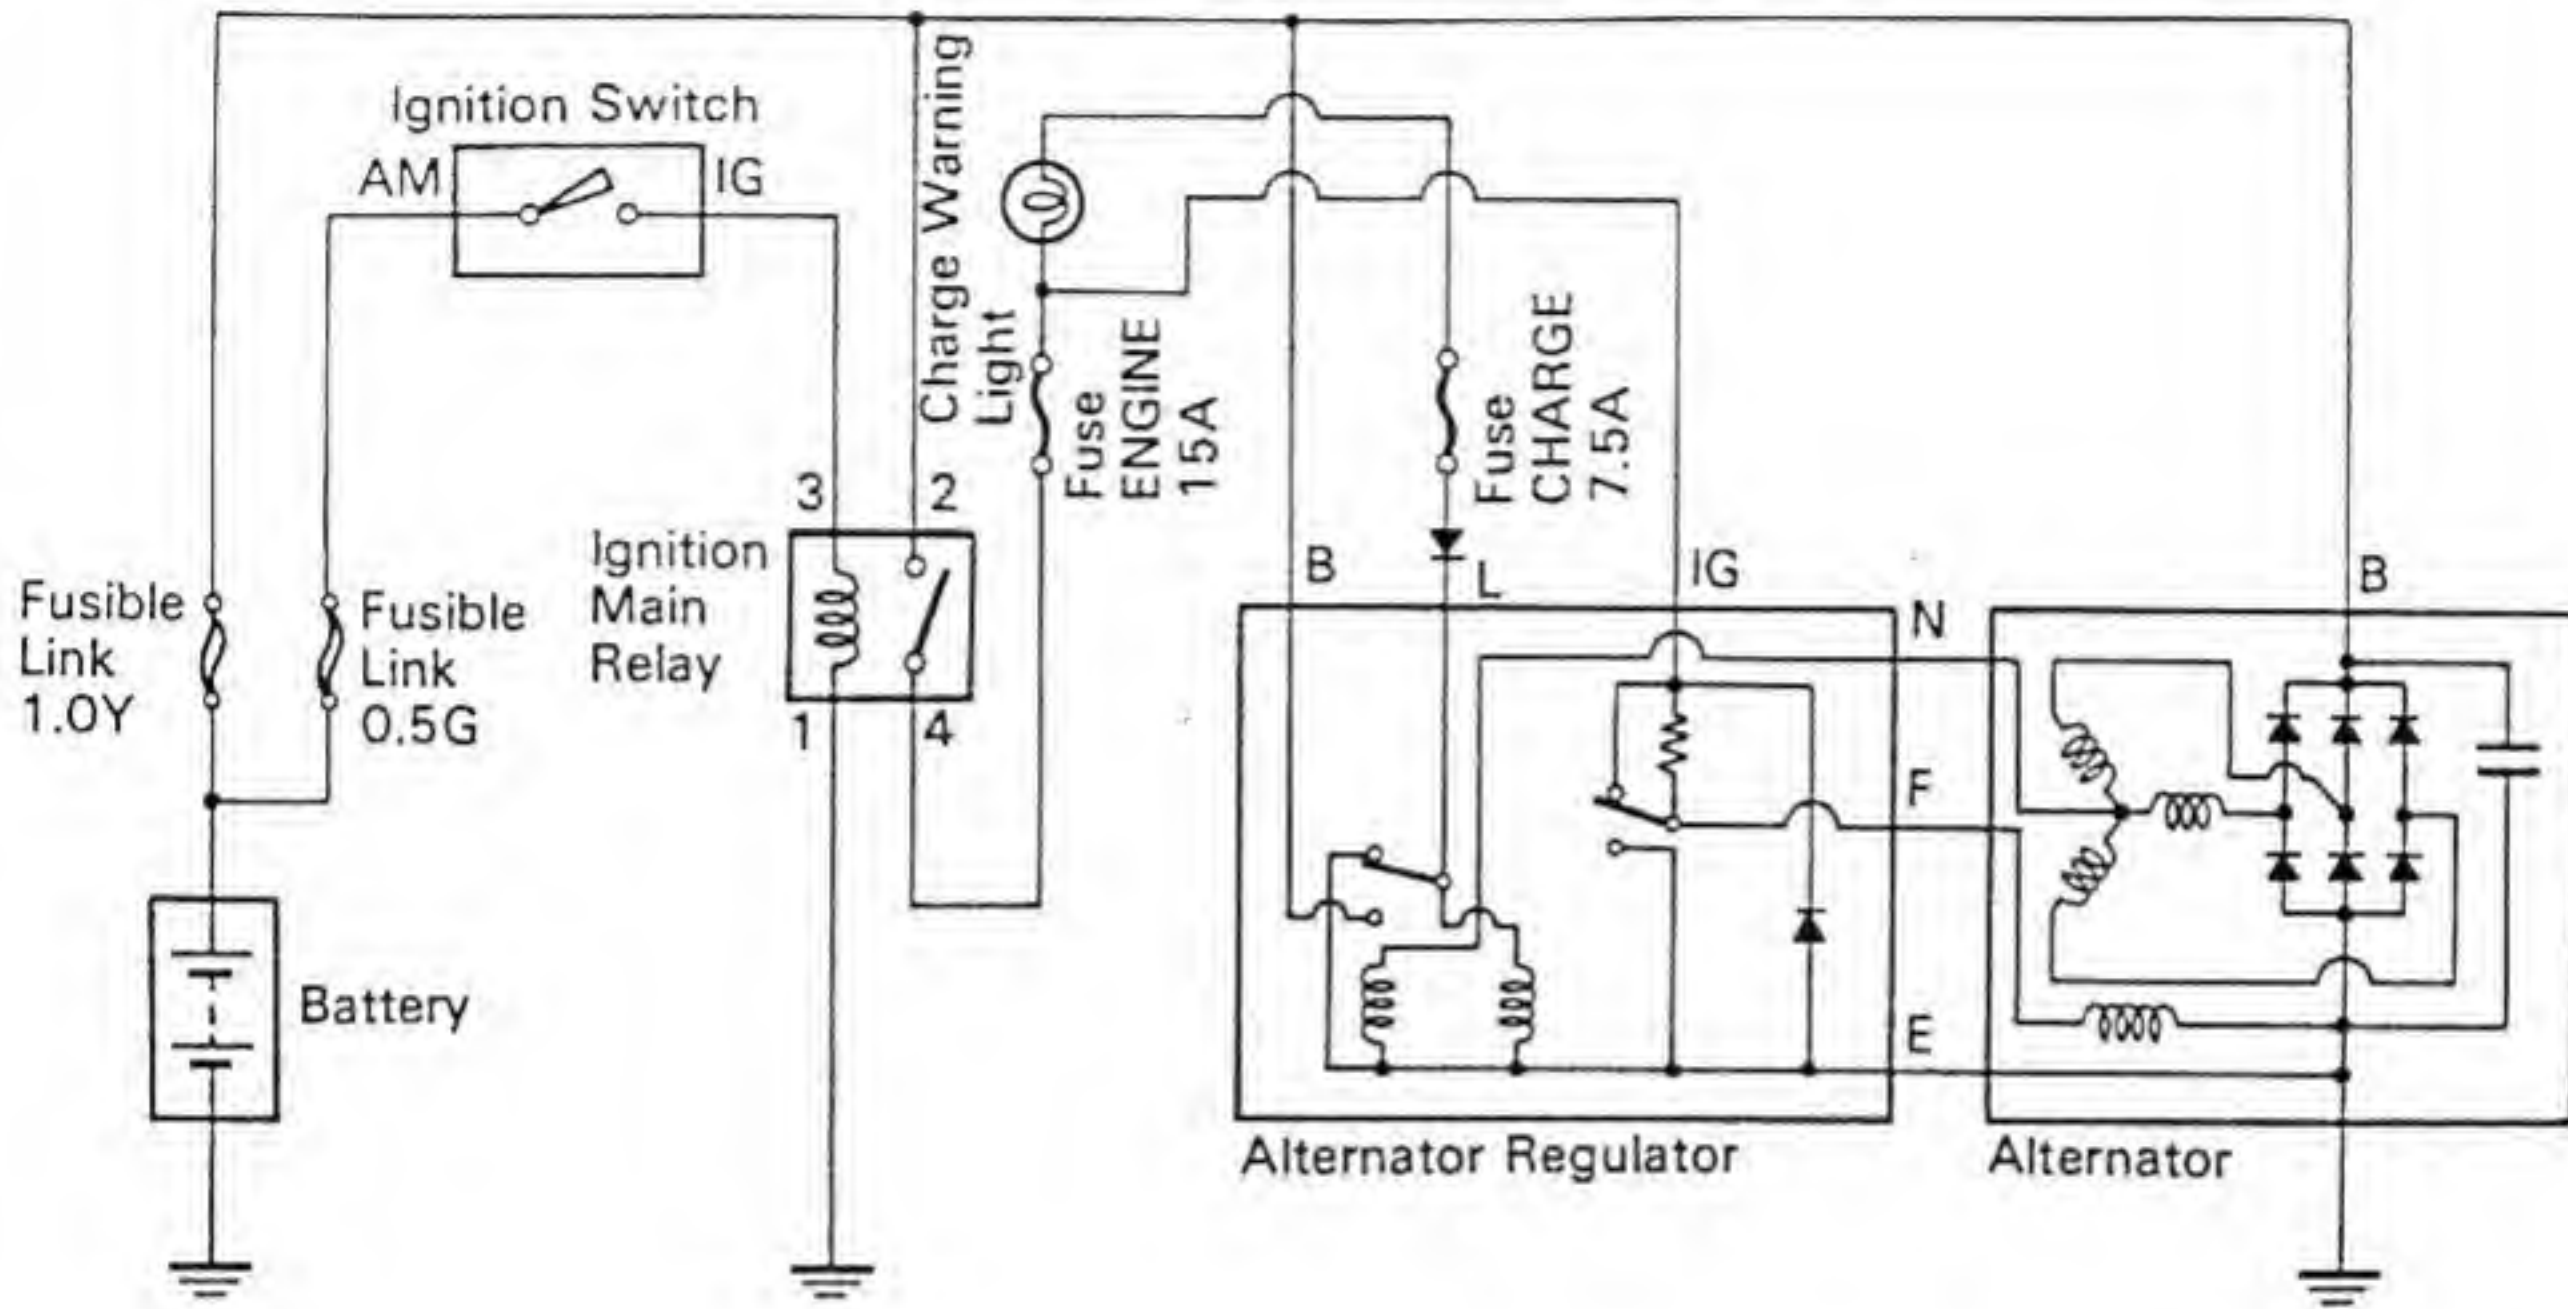 Ignition Switch
AM
IG
Charge Warning
Light
Fuse
ENGINE
15A
Fuse
CHARGE
7.5A
3
2
Ignition
Main
Relay
1
4
Fusible
Link
1.0Y
Fusible
Link
0.5G
Battery
B
L
IG
N
F
E
B
Alternator Regulator
Alternator